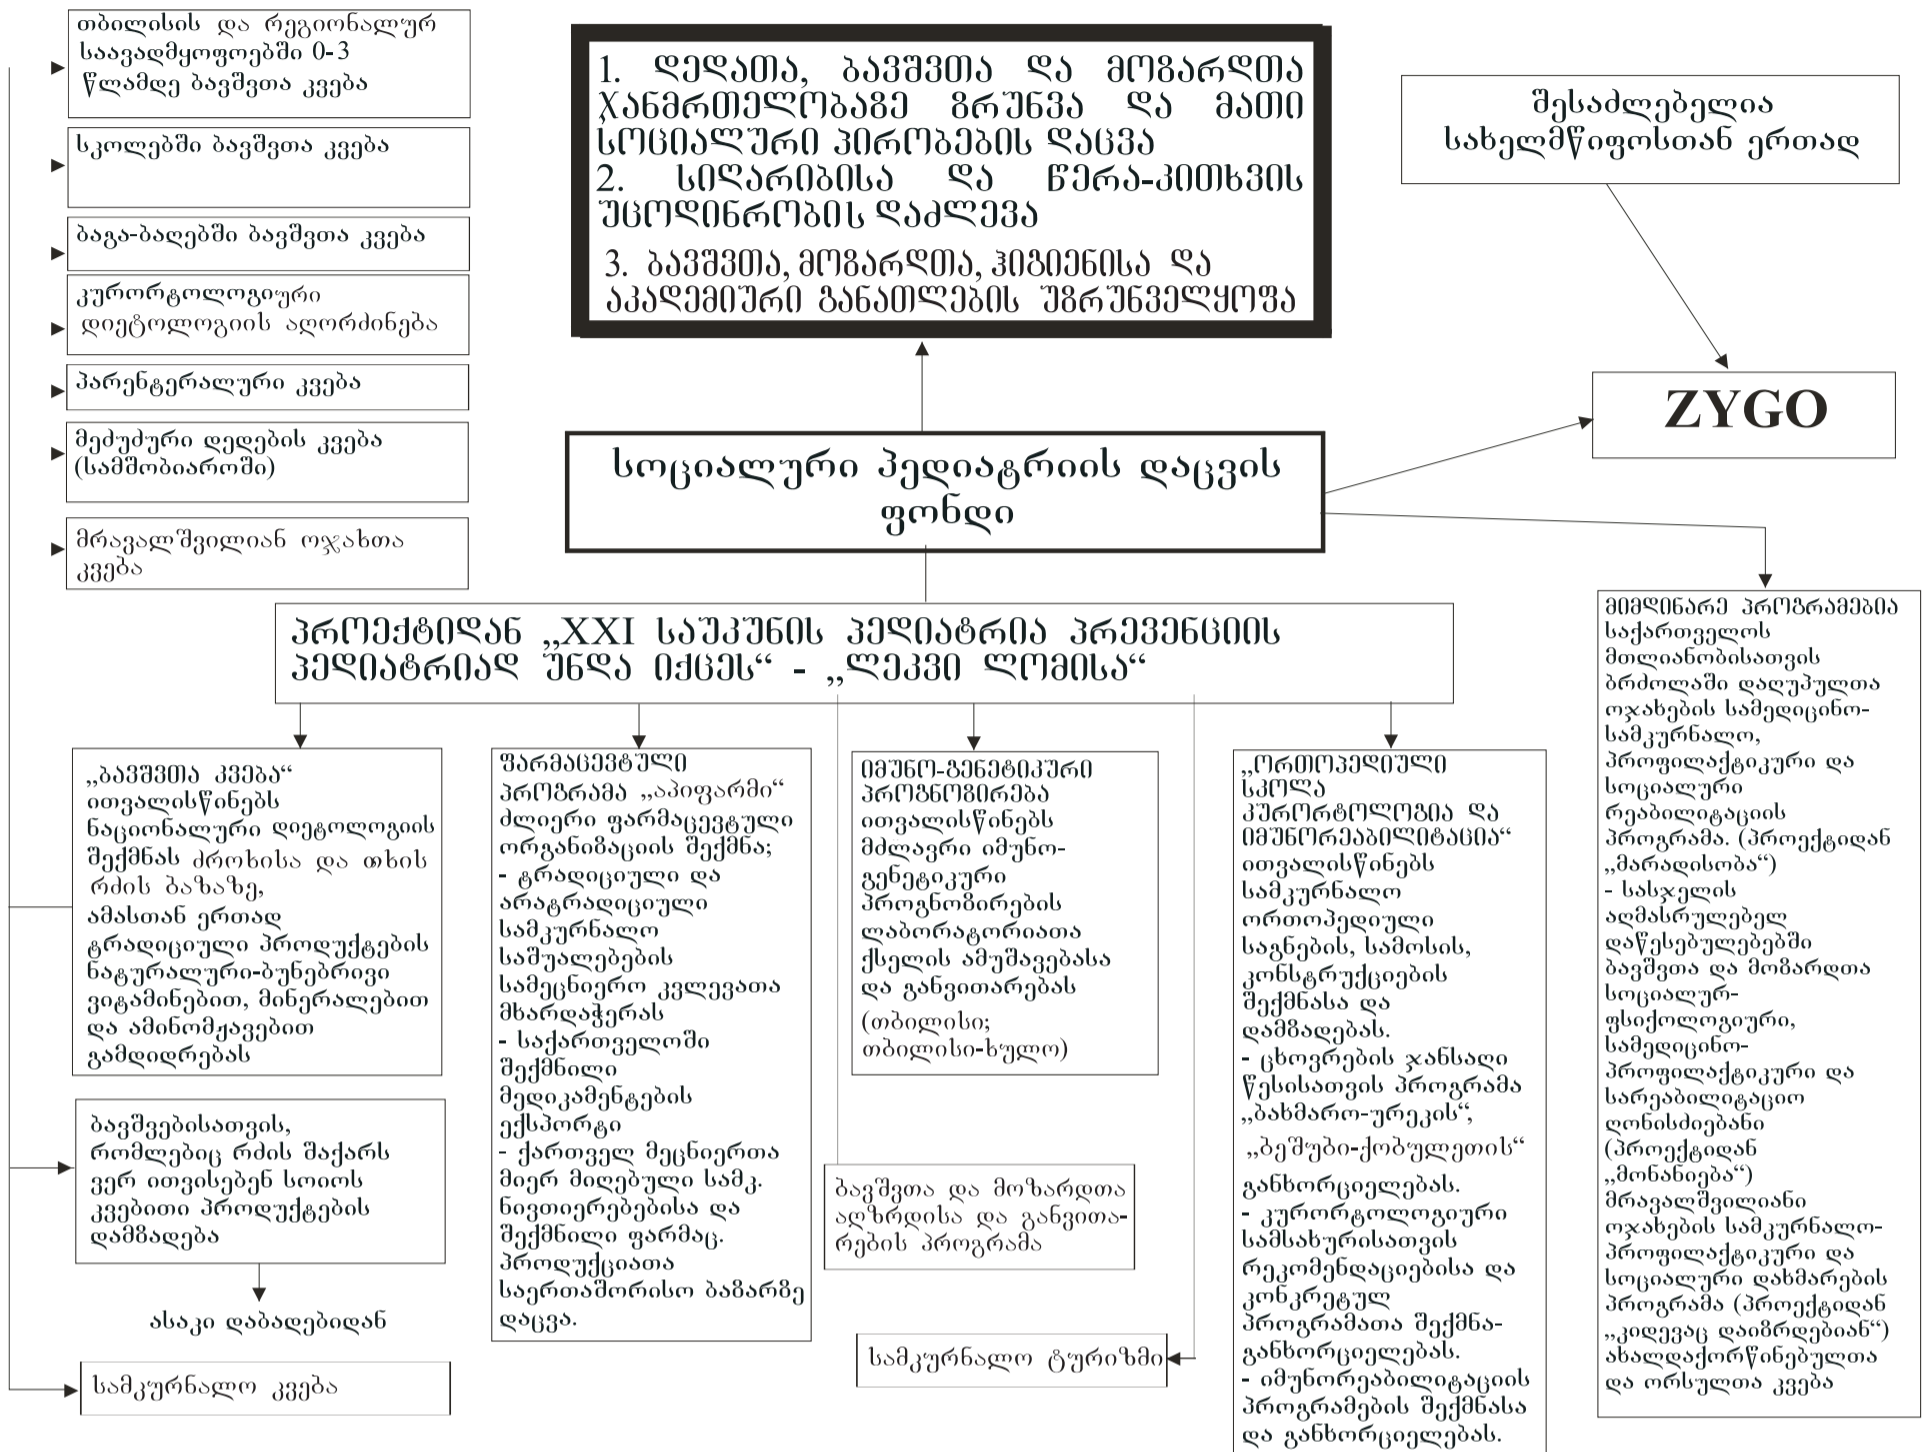 თბილისის და რეგიონალურ
საავადმყოფოებში 0-3
წლამდე ბავშვთა კვება
სკოლებში ბავშვთა კვება
ბაგა-ბაღებში ბავშვთა კვება
კურორტოლოგიური
დიეტოლოგიის აღორძინება
პარენტერალური კვება
მეძუძური დედების კვება
(სამშობიაროში)
მრავალშვილიან ოჯახთა
კვება
1. დედათა, ბავშვთა და მოზარდთა
ჯანმრთელობაზე ზრუნვა და მათი
სოციალური პირობების დაცვა
2. სიღარიბისა და წერა-კითხვის
უცოდინრობის დაძლევა
3. ბავშვთა, მოზარდთა, ჰიგიენისა და
აკადემიური განათლების უზრუნველყოფა
შესაძლებელია
სახელმწიფოსთან ერთად
ZYGO
სოციალური პედიატრიის დაცვის
ფონდი
პროექტიდან „XXI საუკუნის პედიატრია პრევენციის
პედიატრიად უნდა იქცეს“ - „ლეკვი ლომისა“
„ბავშვთა კვება“
ითვალისწინებს
ნაციონალური დიეტოლოგიის
შექმნას ძროხისა და თხის
რძის ბაზაზე,
ამასთან ერთად
ტრადიციული პროდუქტების
ნატურალური-ბუნებრივი
ვიტამინებით, მინერალებით
და ამინომჟავებით
გამდიდრებას
ბავშვებისათვის,
რომლებიც რძის შაქარს
ვერ ითვისებენ სოიოს
კვებითი პროდუქტების
დამზადება
ასაკი დაბადებიდან
სამკურნალო კვება
ფარმაცევტული
პროგრამა „აპიფარმი“
ძლიერი ფარმაცევტული
ორგანიზაციის შექმნა;
- ტრადიციული და
არატრადიციული
სამკურნალო
საშუალებების
სამეცნიერო კვლევათა
მხარდაჭერას
- საქართველოში
შექმნილი
მედიკამენტების
ექსპორტი
- ქართველ მეცნიერთა
მიერ მიღებული სამკ.
ნივთიერებებისა და
შექმნილი ფარმაც.
პროდუქციათა
საერთაშორისო ბაზარზე
დაცვა.
იმუნო-გენეტიკური
პროგნოზირება
ითვალისწინებს
მძლავრი იმუნო-
გენეტიკური
პროგნოზირების
ლაბორატორიათა
ქსელის ამუშავებასა
და განვითარებას
(თბილისი;
თბილისი-ხულო)
ბავშვთა და მოზარდთა
აღზრდისა და განვითა-
რების პროგრამა
სამკურნალო ტურიზმი
„ორთოპედიული
სკოლა
კურორტოლოგია და
იმუნორეაბილიტაცია“
ითვალისწინებს
სამკურნალო
ორთოპედიული
საგნების, სამოსის,
კონსტრუქციების
შექმნასა და
დამზადებას.
- ცხოვრების ჯანსაღი
წესისათვის პროგრამა
„ბახმარო-ურეკის“,
„ბეშუბი-ქობულეთის“
განხორციელებას.
- კურორტოლოგიური
სამსახურისათვის
რეკომენდაციებისა და
კონკრეტულ
პროგრამათა შექმნა-
განხორციელებას.
- იმუნორეაბილიტაციის
პროგრამების შექმნასა
და განხორციელებას.
მიმდინარე პროგრამებია
საქართველოს
მთლიანობისათვის
ბრძოლაში დაღუპულთა
ოჯახების სამედიცინო-
სამკურნალო,
პროფილაქტიკური და
სოციალური
რეაბილიტაციის
პროგრამა. (პროექტიდან
„მარადისობა“)
- სასჯელის
აღმასრულებელ
დაწესებულებებში
ბავშვთა და მოზარდთა
სოციალურ-
ფსიქოლოგიური,
სამედიცინო-
პროფილაქტიკური და
სარეაბილიტაციო
ღონისძიებანი
(პროექტიდან
„მონანიება“)
მრავალშვილიანი
ოჯახების სამკურნალო-
პროფილაქტიკური და
სოციალური დახმარების
პროგრამა (პროექტიდან
„კიდევაც დაიზრდებიან“)
ახალდაქორწინებულთა
და ორსულთა კვება